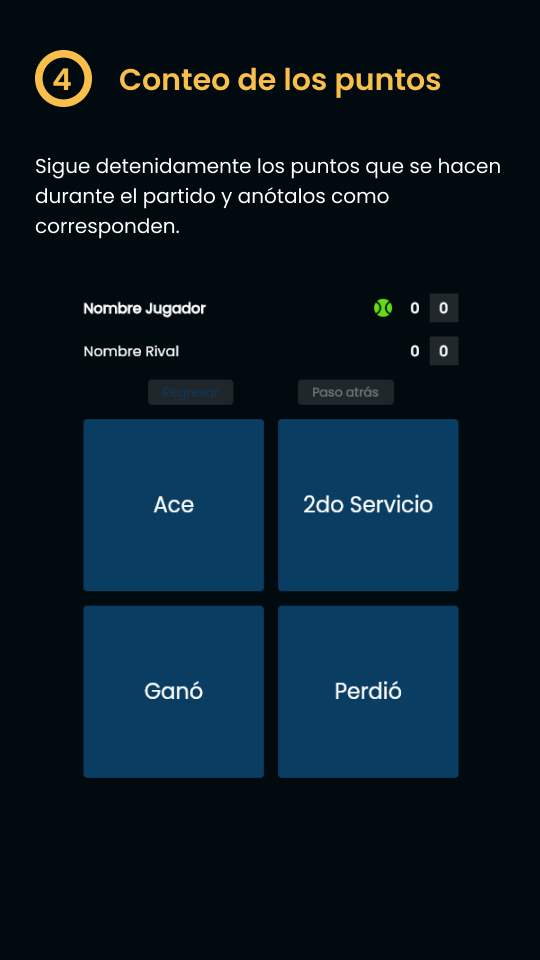 4 Conteo de los puntos
Sigue detenidamente los puntos que se hacen
durante el partido y anótalos como
corresponden.
Nombre Jugador 0 0
Nombre Rival 0 0
Regresar Paso atrás
Ace 2do Servicio
Ganó Perdió